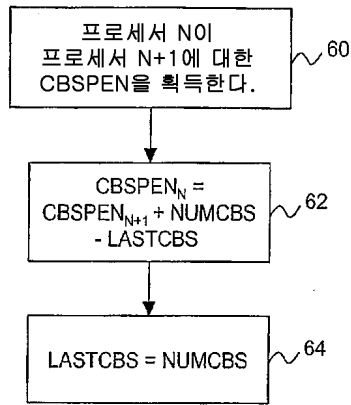 프로세서 N이
프로세서 N+1에 대한
CBSPEN을 획득한다.
60
CBSPEN_N =
CBSPEN_N+1 + NUMCBS
- LASTCBS
62
LASTCBS = NUMCBS
64